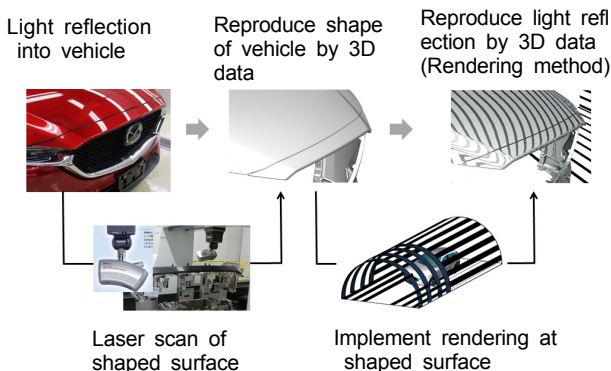 Light reflection
into vehicle
Reproduce shape
of vehicle by 3D
data
Reproduce light refl
ection by 3D data
(Rendering method)
Laser scan of
shaped surface
Implement rendering at
shaped surface